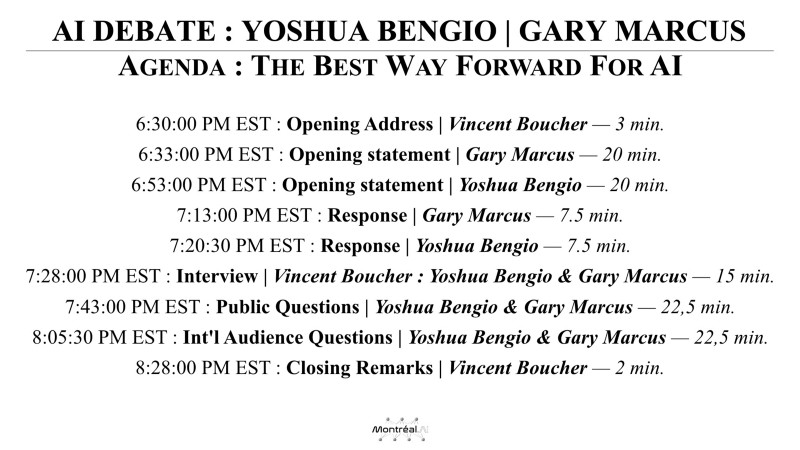 AI DEBATE : YOSHUA BENGIO | GARY MARCUS
AGENDA : THE BEST WAY FORWARD FOR AI
6:30:00 PM EST : Opening Address | Vincent Boucher — 3 min.
6:33:00 PM EST : Opening statement | Gary Marcus — 20 min.
6:53:00 PM EST : Opening statement | Yoshua Bengio — 20 min.
7:13:00 PM EST : Response | Gary Marcus — 7.5 min.
7:20:30 PM EST : Response | Yoshua Bengio — 7.5 min.
7:28:00 PM EST : Interview | Vincent Boucher : Yoshua Bengio & Gary Marcus — 15 min.
7:43:00 PM EST : Public Questions | Yoshua Bengio & Gary Marcus — 22,5 min.
8:05:30 PM EST : Int'l Audience Questions | Yoshua Bengio & Gary Marcus — 22,5 min.
8:28:00 PM EST : Closing Remarks | Vincent Boucher — 2 min.
Montréal.AI